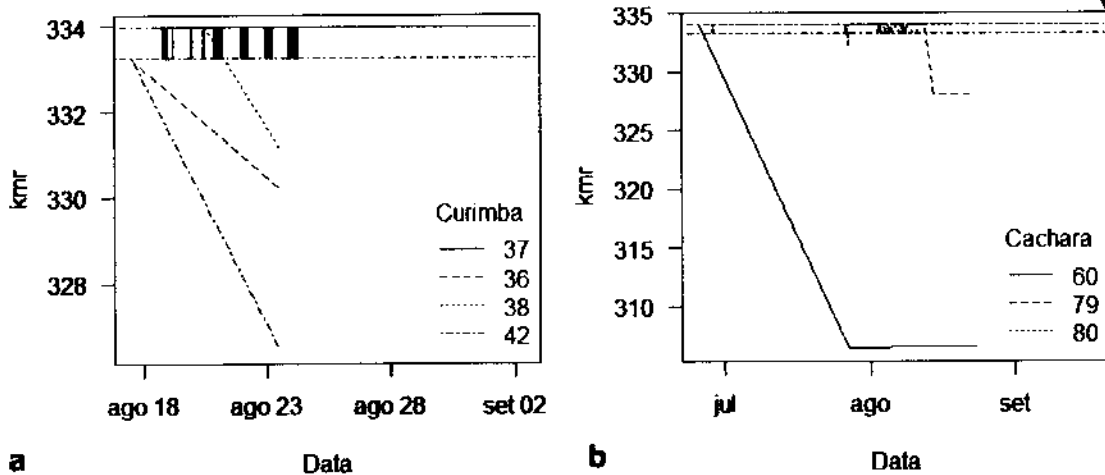 334
332
330
328
kmr
Curimba
37
36
38
42
ago 18
ago 23
ago 28
set 02
Data
a
335
330
325
320
315
310
kmr
Cachara
60
79
80
jul
ago
set
Data
b